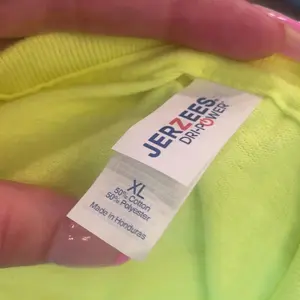 JERZEES
DRI-POWER
XL
50% Cotton
50% Polyester
Made in Honduras